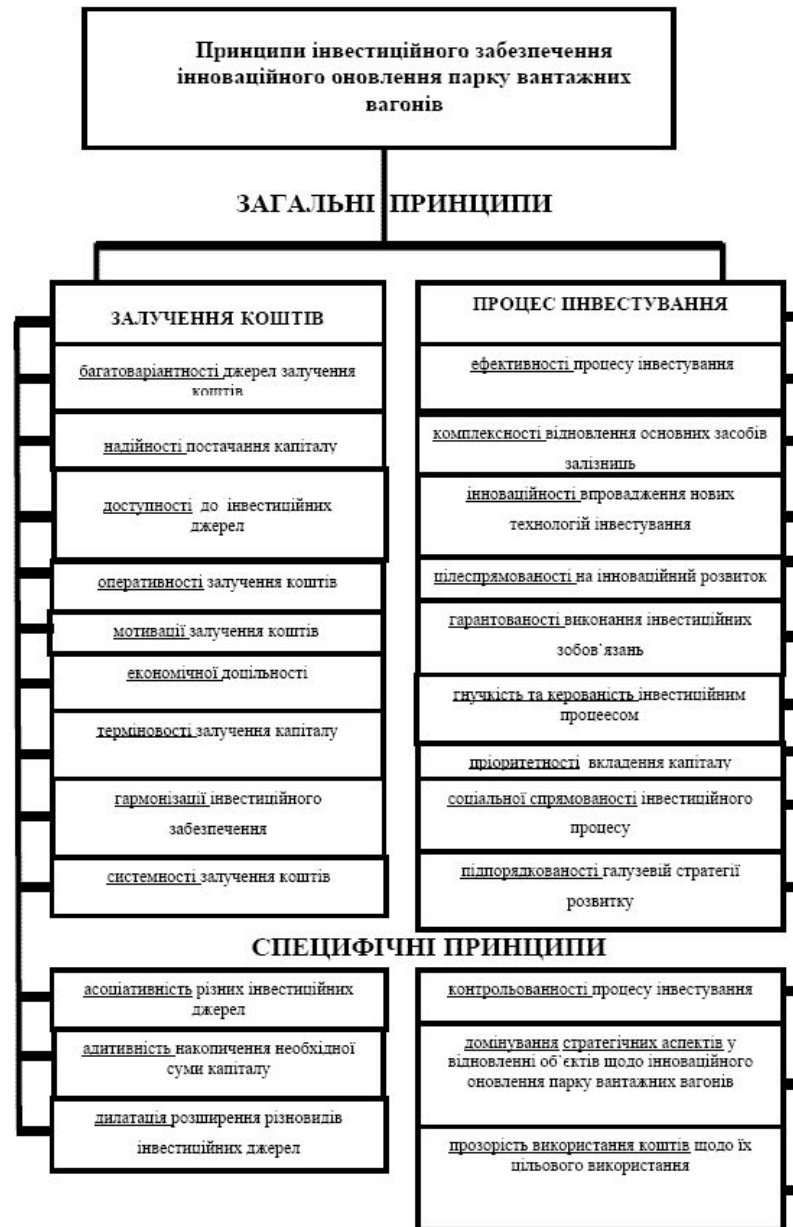 Принципи інвестиційного забезпечення
інноваційного оновлення парку вантажних
вагонів
ЗАГАЛЬНІ ПРИНЦИПИ
ЗАЛУЧЕННЯ КОШТІВ
багатоваріантності джерел залучення
коштів
надійності постачання капіталу
доступності до інвестиційних
джерел
оперативності залучення коштів
мотивації залучення коштів
економічної доцільності
терміновості залучення капіталу
гармонізації інвестиційного
забезпечення
системності залучення коштів
ПРОЦЕС ІНВЕСТУВАННЯ
ефективності процесу інвестування
комплексності відновлення основних засобів
залізниць
інноваційності впровадження нових
технологій інвестування
цілеспрямованості на інноваційний розвиток
гарантованості виконання інвестиційних
зобов`язань
гнучкість та керованість інвестиційним
процеесом
пріоритетності вкладення капіталу
соціальної спрямованості інвестиційного
процесу
підпорядкованості галузевій стратегії
розвитку
СПЕЦИФІЧНІ ПРИНЦИПИ
асоціативність різних інвестиційних
джерел
адитивність накопичення необхідної
суми капіталу
дилатація розширення різновидів
інвестиційних джерел
контрольованності процесу інвестування
домінування стратегічних аспектів у
відновленні об`єктів щодо інноваційного
оновлення парку вантажних вагонів
прозорість використання коштів щодо їх
цільового використання